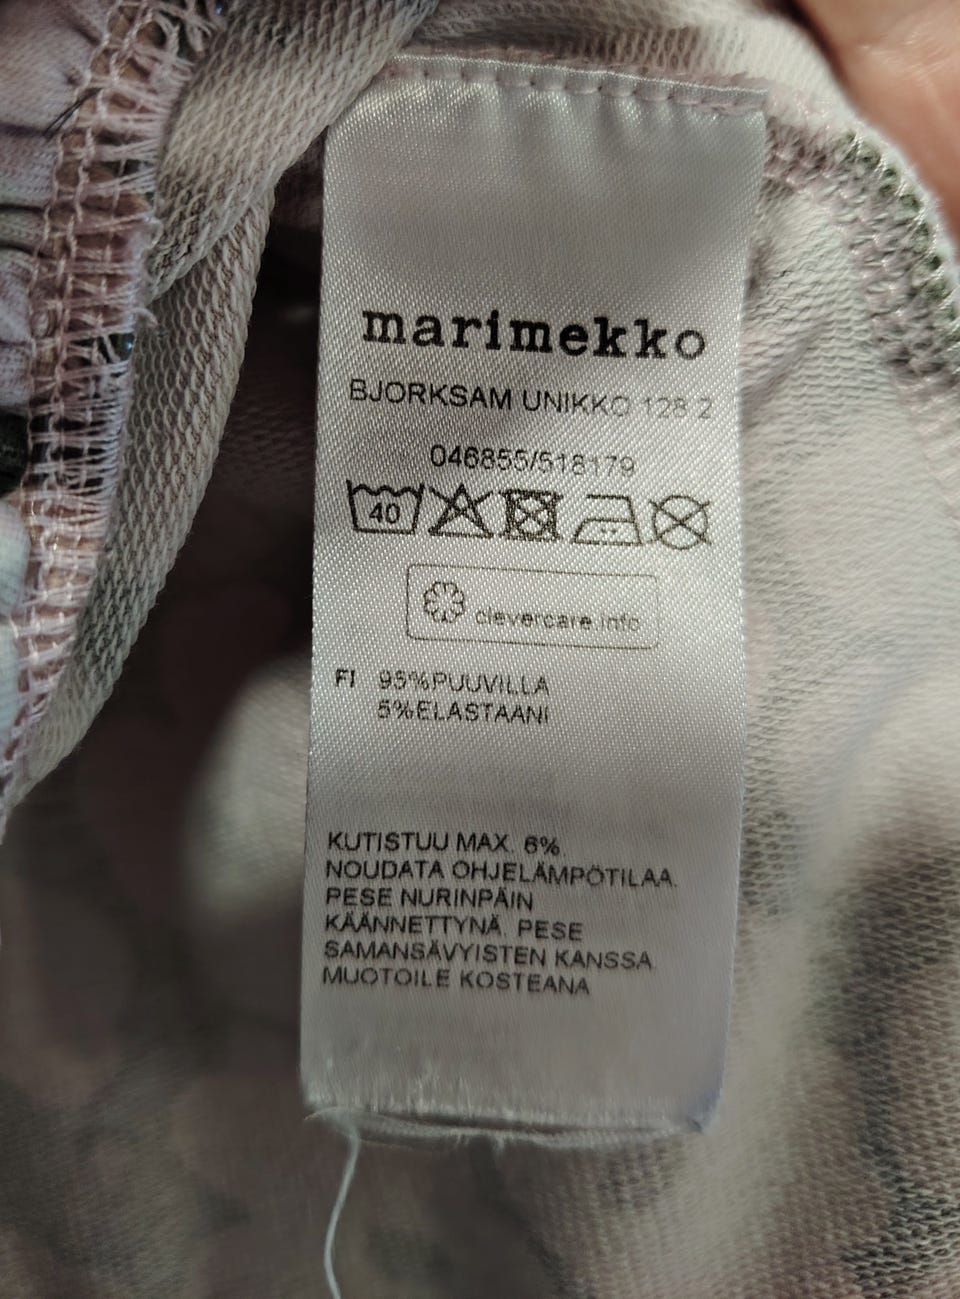 marimekko
BJORKSAM UNIKKO 128 2
046855/518179
40
clevercare.info
FI 95%PUUVILLA
5%ELASTAANI
KUTISTUU MAX. 6%.
NOUDATA OHJELÄMPÖTILAA.
PESE NURINPÄIN
KÄÄNNETTYNÄ. PESE
SAMANSÄVYISTEN KANSSA.
MUOTOILE KOSTEANA